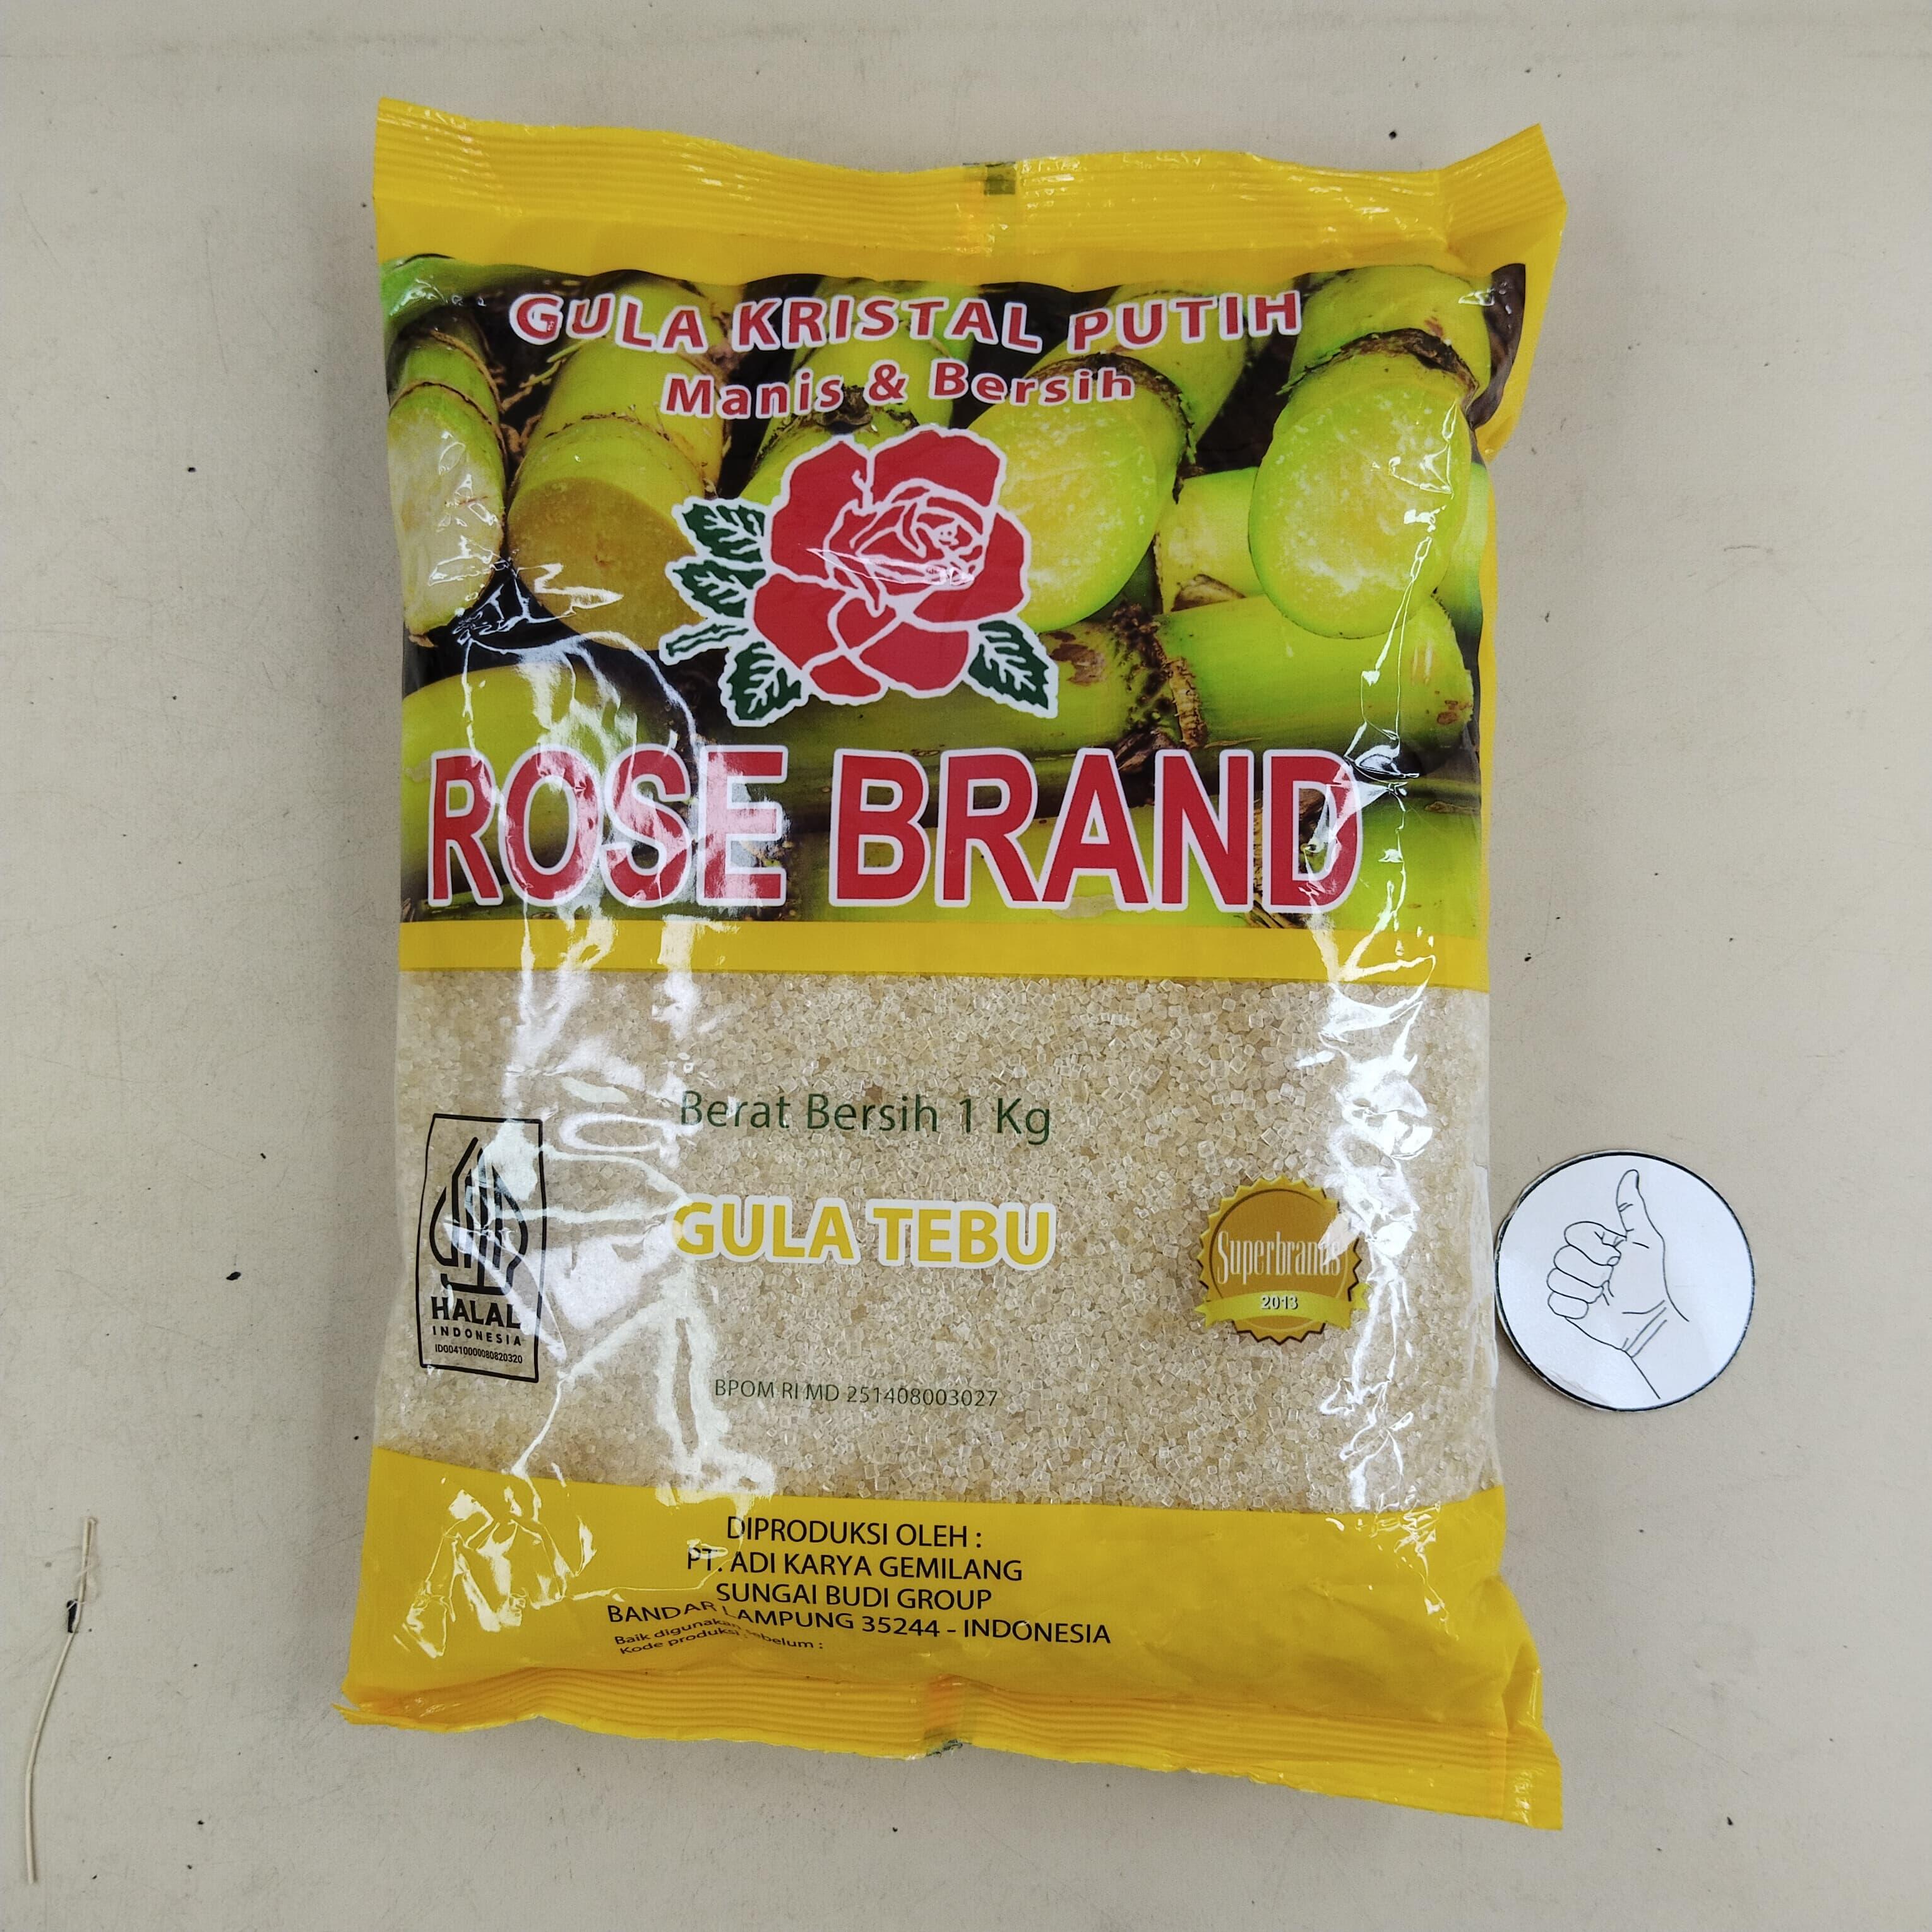 GULA KRISTAL PUTIH
Manis & Bersih
ROSE BRAND
Berat Bersih 1 Kg
GULA TEBU
HALAL
INDONESIA
ID00410000080820320
Superbrands
2013
BPOM RI MD 251408003027
DIPRODUKSI OLEH :
PT. ADI KARYA GEMILANG
SUNGAI BUDI GROUP
BANDAR LAMPUNG 35244 - INDONESIA
Baik digunakan sebelum :
Kode produksi